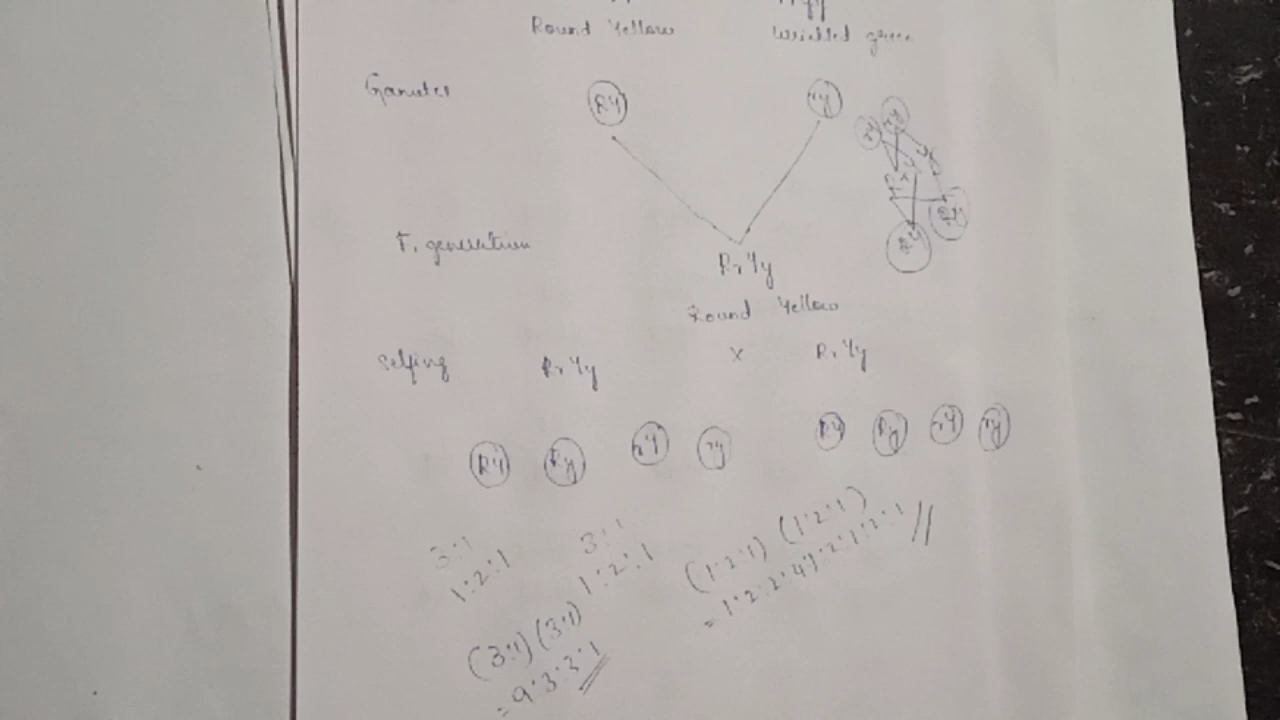 Round Yellow Wrinkled green
Gametes RY ry
F₁ generation
RrYy
Round Yellow
Selfing RrYy x RrYy
RY Ry rY ry RY Ry rY ry
3:1 3:1
1:2:1 1:2:1
(3:1) (3:1)
= 9:3:3:1
(1:2:1) (1:2:1)
= 1:2:2:4:1:2:1:2:1 //